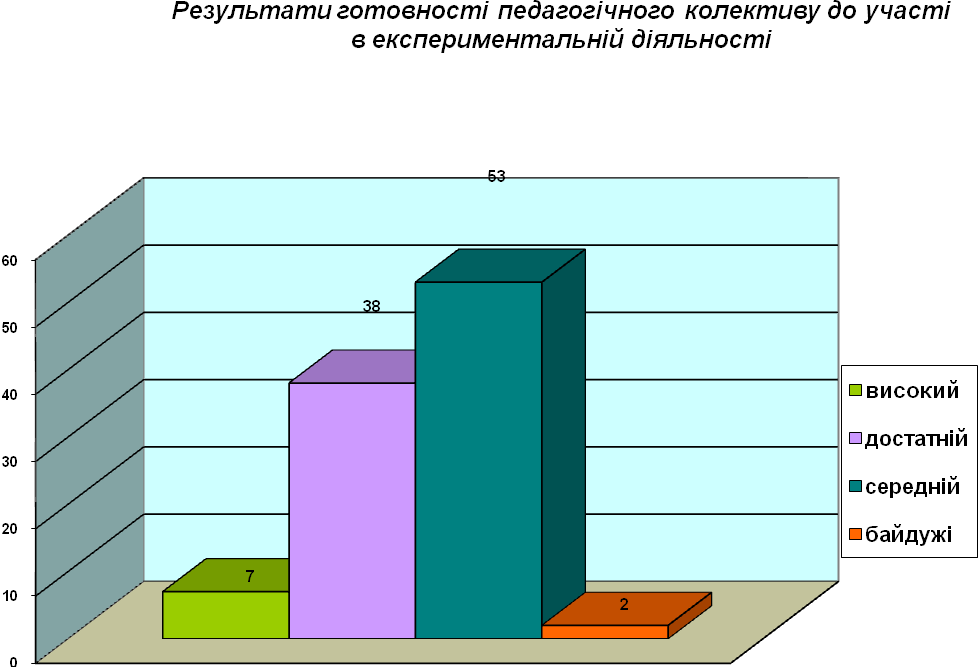 Результати готовності педагогічного колективу до участі
в експериментальній діяльності
53
60
38
50
40
30
20
10
0
7
2
високий
достатній
середній
байдужі